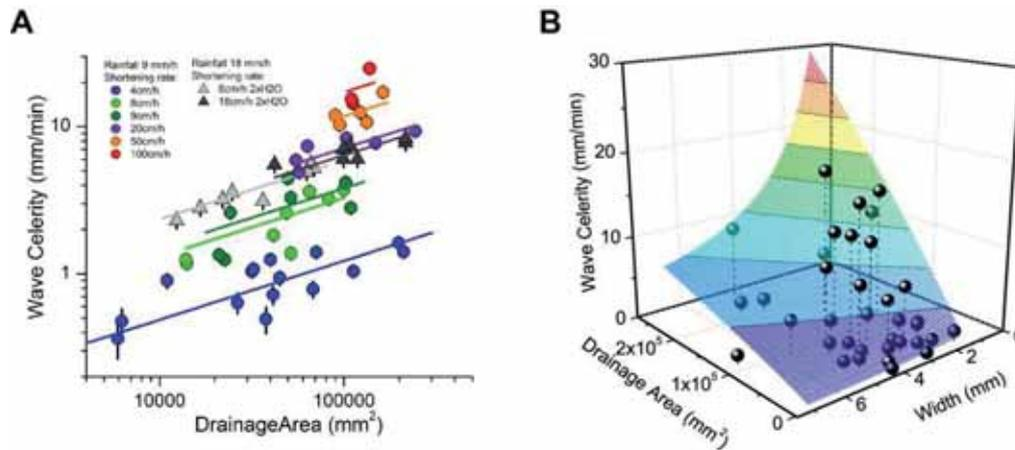 A
Rainfall 9 mm/h
Shortening rate:
4cm/h
8cm/h
9cm/h
20cm/h
50cm/h
100cm/h
Rainfall 18 mm/h
Shortening rate:
8cm/h 2xH2O
18cm/h 2xH2O
Wave Celerity (mm/min)
10
1
10000
100000
DrainageArea (mm²)
B
Wave Celerity (mm/min)
30
20
10
0
2x10⁵
1x10⁵
0
Drainage Area (mm²)
6
4
2
Width (mm)